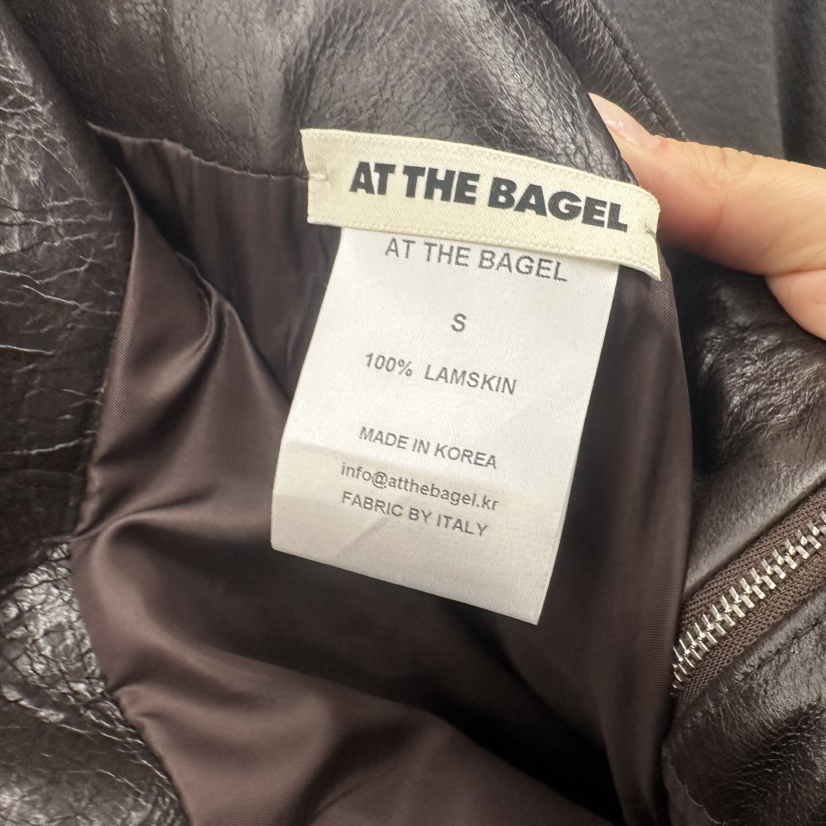 AT THE BAGEL
AT THE BAGEL
S
100% LAMSKIN
MADE IN KOREA
info@atthebagel.kr
FABRIC BY ITALY